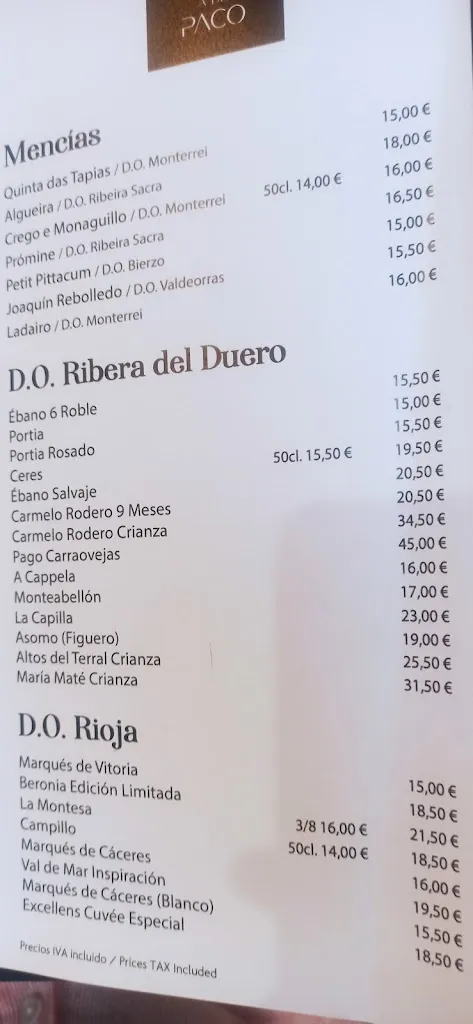 PACO
Mencías
Quinta das Tapias / D.O. Monterrei 15,00 €
Algueira / D.O. Ribeira Sacra 18,00 €
Crego e Monaguillo / D.O. Monterrei 50cl. 14,00 € 16,00 €
Prómine / D.O. Ribeira Sacra 16,50 €
Petit Pittacum / D.O. Bierzo 15,00 €
Joaquín Rebolledo / D.O. Valdeorras 15,50 €
Ladairo / D.O. Monterrei 16,00 €
D.O. Ribera del Duero
Ébano 6 Roble 15,50 €
Portia 15,00 €
Portia Rosado 15,50 €
Ceres 50cl. 15,50 € 19,50 €
Ébano Salvaje 20,50 €
Carmelo Rodero 9 Meses 20,50 €
Carmelo Rodero Crianza 34,50 €
Pago Carraovejas 45,00 €
A Cappela 16,00 €
Monteabellón 17,00 €
La Capilla 23,00 €
Asomo (Figuero) 19,00 €
Altos del Terral Crianza 25,50 €
María Maté Crianza 31,50 €
D.O. Rioja
Marqués de Vitoria 15,00 €
Beronia Edición Limitada 18,50 €
La Montesa 3/8 16,00 € 21,50 €
Campillo 50cl. 14,00 € 18,50 €
Marqués de Cáceres 16,00 €
Val de Mar Inspiración 19,50 €
Marqués de Cáceres (Blanco) 15,50 €
Excellens Cuvée Especial 18,50 €
Precios IVA incluido / Prices TAX Included